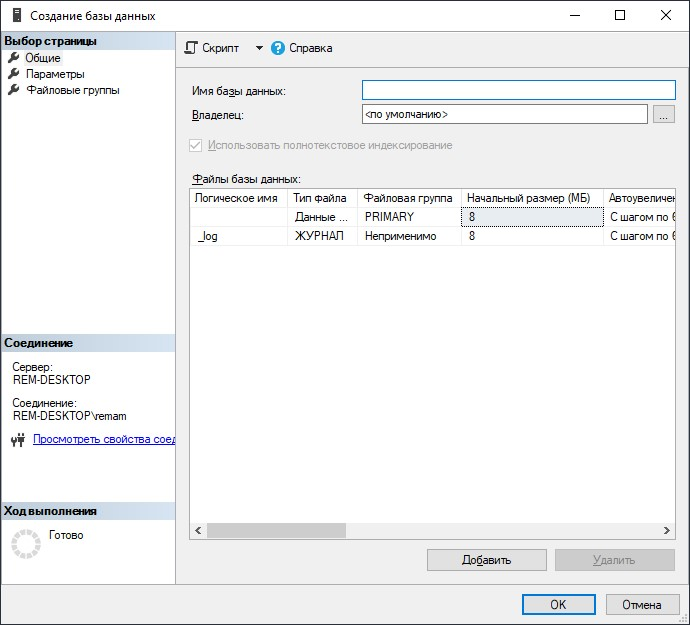 Создание базы данных
Выбор страницы
Общие
Параметры
Файловые группы
Скрипт
Справка
Имя базы данных:
Владелец:
<по умолчанию>
...
Использовать полнотекстовое индексирование
Файлы базы данных:
Логическое имя Тип файла Файловая группа Начальный размер (МБ) Автоувеличен
Данные ... PRIMARY 8 С шагом по 6
_log ЖУРНАЛ Неприменимо 8 С шагом по 6
Соединение
Сервер:
REM-DESKTOP
Соединение:
REM-DESKTOP\remam
Просмотреть свойства соед
Ход выполнения
Готово
Добавить
Удалить
OK
Отмена